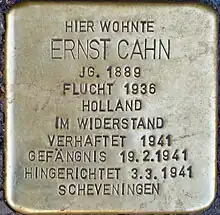 HIER WOHNTE
ERNST CAHN
JG. 1889
FLUCHT 1936
HOLLAND
IM WIDERSTAND
VERHAFTET 1941
GEFÄNGNIS 19.2.1941
HINGERICHTET 3.3.1941
SCHEVENINGEN